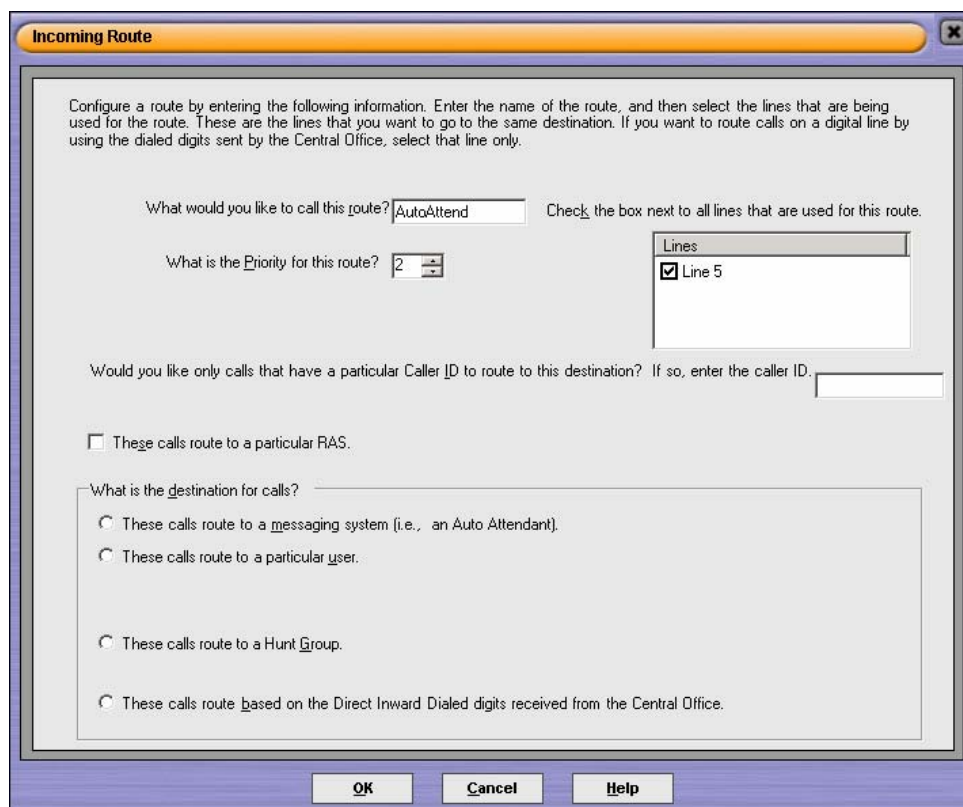 Incoming Route
Configure a route by entering the following information. Enter the name of the route, and then select the lines that are being
used for the route. These are the lines that you want to go to the same destination. If you want to route calls on a digital line by
using the dialed digits sent by the Central Office, select that line only.
What would you like to call this route? AutoAttend
Check the box next to all lines that are used for this route.
What is the Priority for this route? 2
Lines
Line 5
Would you like only calls that have a particular Caller ID to route to this destination? If so, enter the caller ID.
These calls route to a particular RAS.
What is the destination for calls?
These calls route to a messaging system (i.e., an Auto Attendant).
These calls route to a particular user.
These calls route to a Hunt Group.
These calls route based on the Direct Inward Dialed digits received from the Central Office.
OK Cancel Help